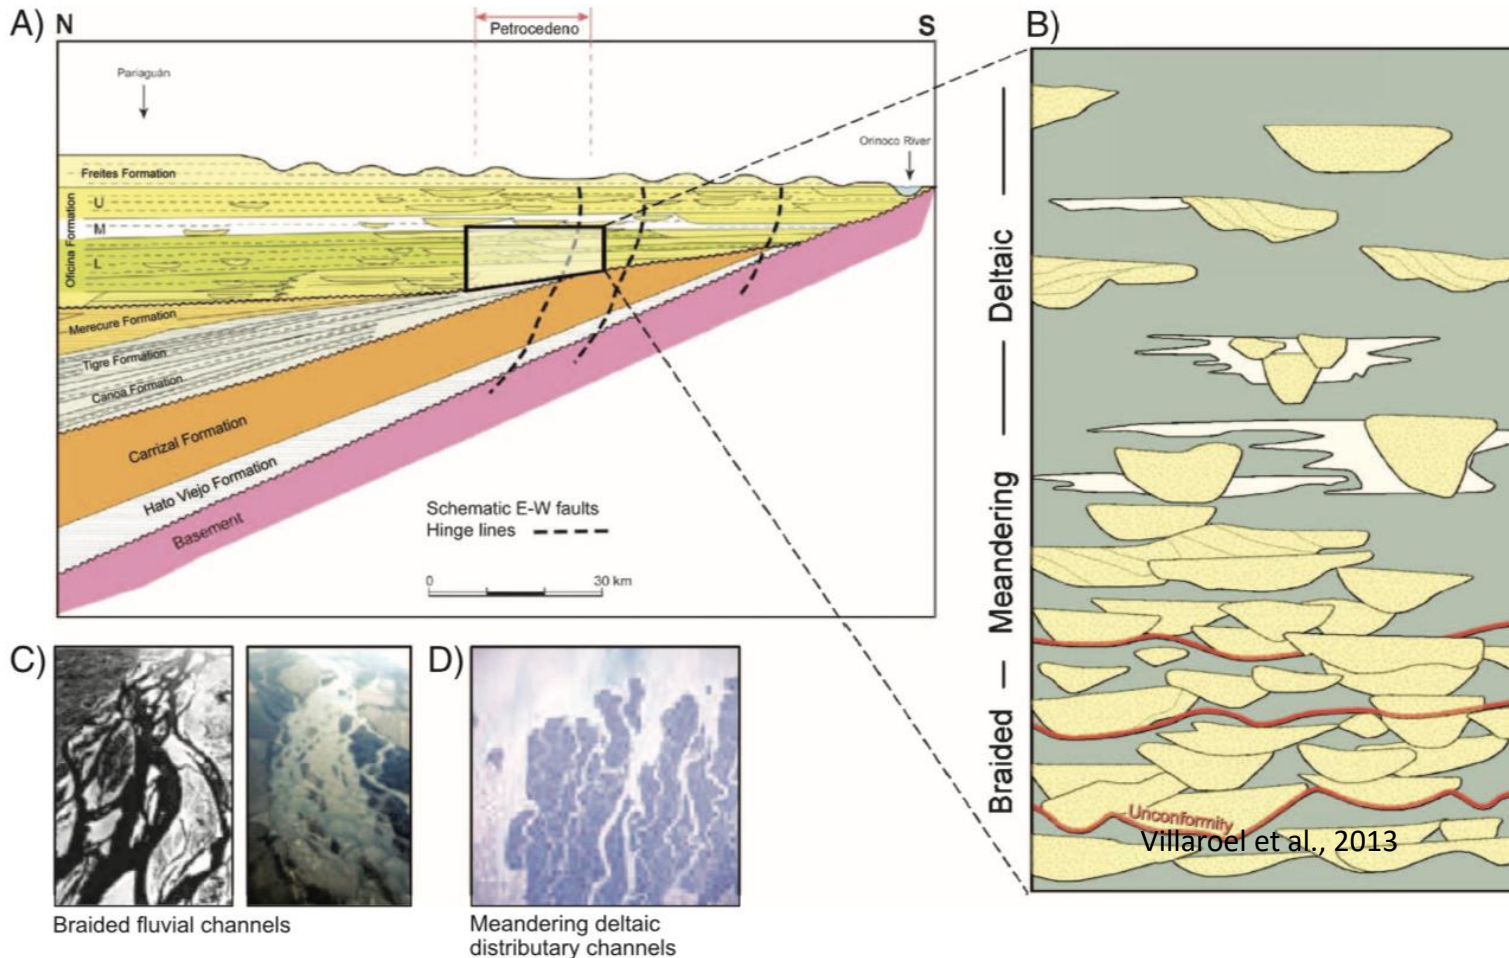 A)
N
Petrocedeno
S
Pariaguán
Orinoco River
Freites Formation
Oficina Formation
U
M
L
Merecure Formation
Tigre Formation
Canoa Formation
Carrizal Formation
Hato Viejo Formation
Basement
Schematic E-W faults
Hinge lines
0 30 km
B)
Deltaic
Meandering
Braided
Unconformity
Villaroel et al., 2013
C)
Braided fluvial channels
D)
Meandering deltaic
distributary channels